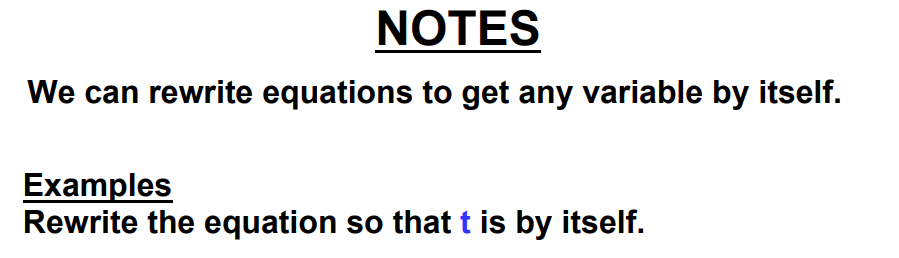 NOTES
We can rewrite equations to get any variable by itself.
Examples
Rewrite the equation so that t is by itself.